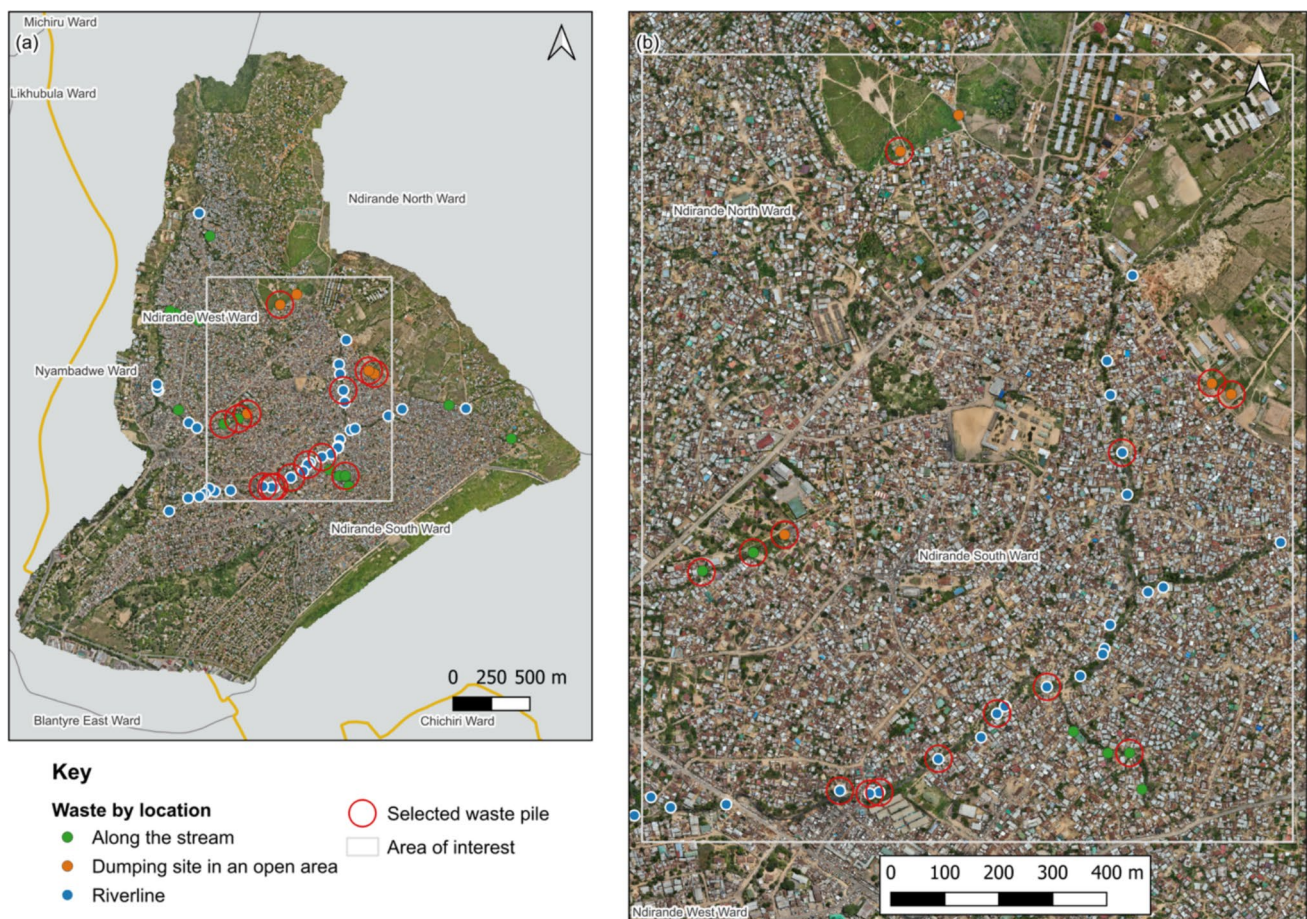 (a)
Michiru Ward
Likhubula Ward
Ndirande North Ward
Ndirande West Ward
Nyambadwe Ward
Ndirande South Ward
0 250 500 m
Blantyre East Ward
Chichiri Ward
Key
Waste by location
Along the stream
Dumping site in an open area
Riverline
Selected waste pile
Area of interest
(b)
Ndirande North Ward
Ndirande South Ward
0 100 200 300 400 m
Ndirande West Ward